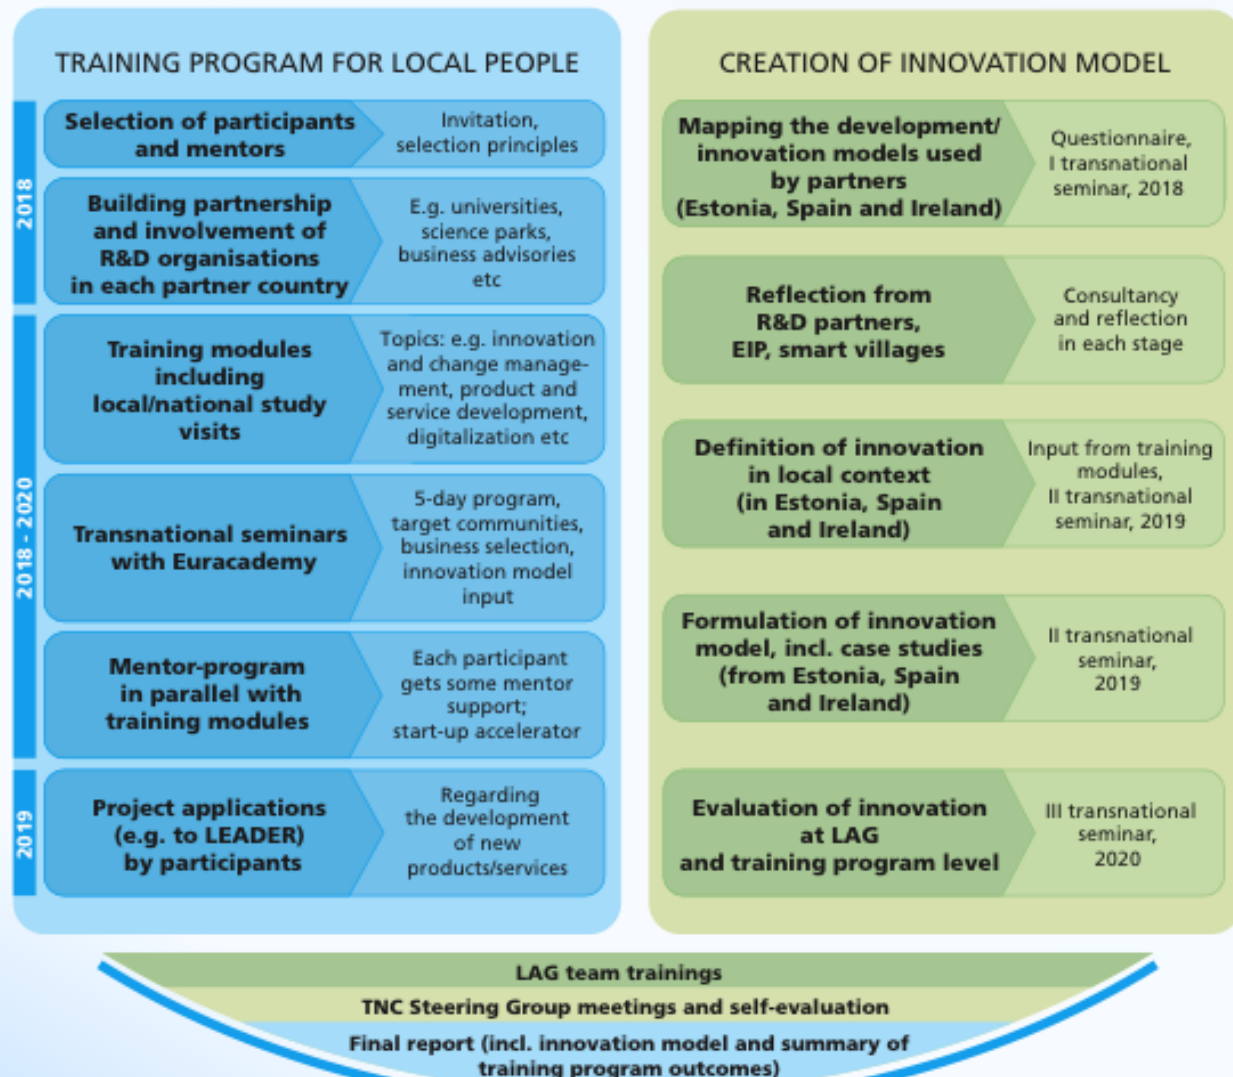 TRAINING PROGRAM FOR LOCAL PEOPLE
2018
Selection of participants
and mentors
Invitation,
selection principles
Building partnership
and involvement of
R&D organisations
in each partner country
E.g. universities,
science parks,
business advisories
etc
2018 - 2020
Training modules
including
local/national study
visits
Topics: e.g. innovation
and change manage-
ment, product and
service development,
digitalization etc
Transnational seminars
with Euracademy
5-day program,
target communities,
business selection,
innovation model
input
Mentor-program
in parallel with
training modules
Each participant
gets some mentor
support;
start-up accelerator
2019
Project applications
(e.g. to LEADER)
by participants
Regarding
the development
of new
products/services
CREATION OF INNOVATION MODEL
Mapping the development/
innovation models used
by partners
(Estonia, Spain and Ireland)
Questionnaire,
I transnational
seminar, 2018
Reflection from
R&D partners,
EIP, smart villages
Consultancy
and reflection
in each stage
Definition of innovation
in local context
(in Estonia, Spain
and Ireland)
Input from training
modules,
II transnational
seminar, 2019
Formulation of innovation
model, incl. case studies
(from Estonia, Spain
and Ireland)
II transnational
seminar,
2019
Evaluation of innovation
at LAG
and training program level
III transnational
seminar,
2020
LAG team trainings
TNC Steering Group meetings and self-evaluation
Final report (incl. innovation model and summary of
training program outcomes)